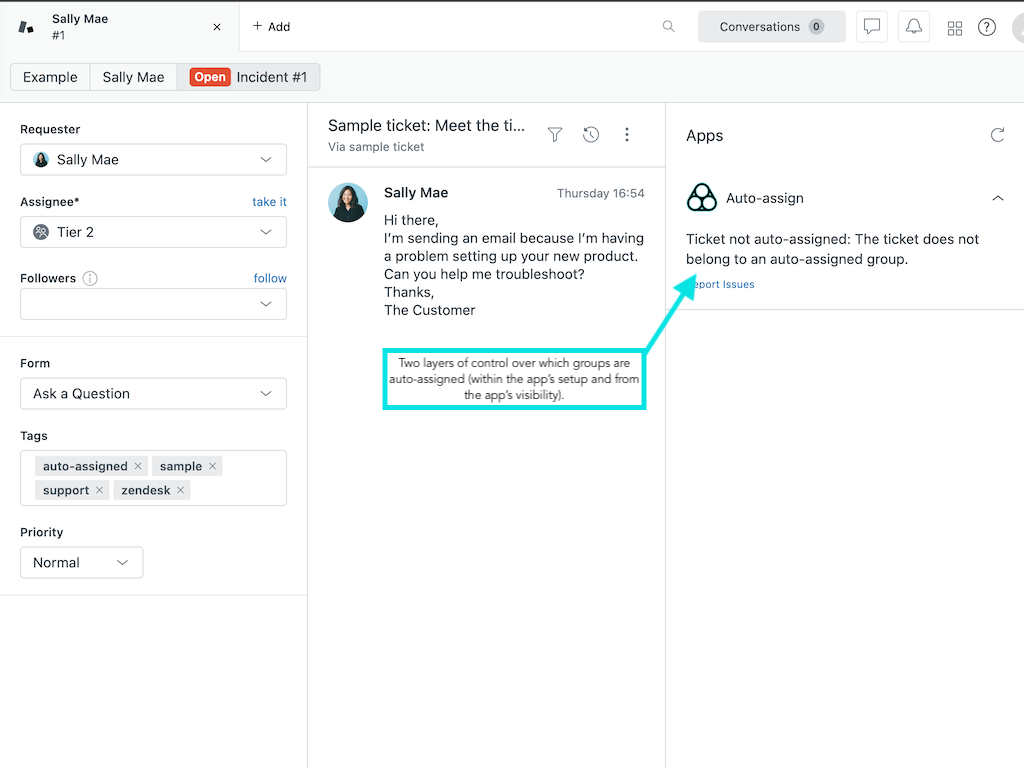 Sally Mae
#1
+ Add
Conversations 0
Example
Sally Mae
Open Incident #1
Requester
Sally Mae
Assignee*
take it
Tier 2
Followers
follow
Form
Ask a Question
Tags
auto-assigned ×
sample ×
support ×
zendesk ×
Priority
Normal
Sample ticket: Meet the ti...
Via sample ticket
Sally Mae
Thursday 16:54
Hi there,
I’m sending an email because I’m having
a problem setting up your new product.
Can you help me troubleshoot?
Thanks,
The Customer
Two layers of control over which groups are
auto-assigned (within the app’s setup and from
the app’s visibility).
Apps
Auto-assign
Ticket not auto-assigned: The ticket does not
belong to an auto-assigned group.
Report Issues